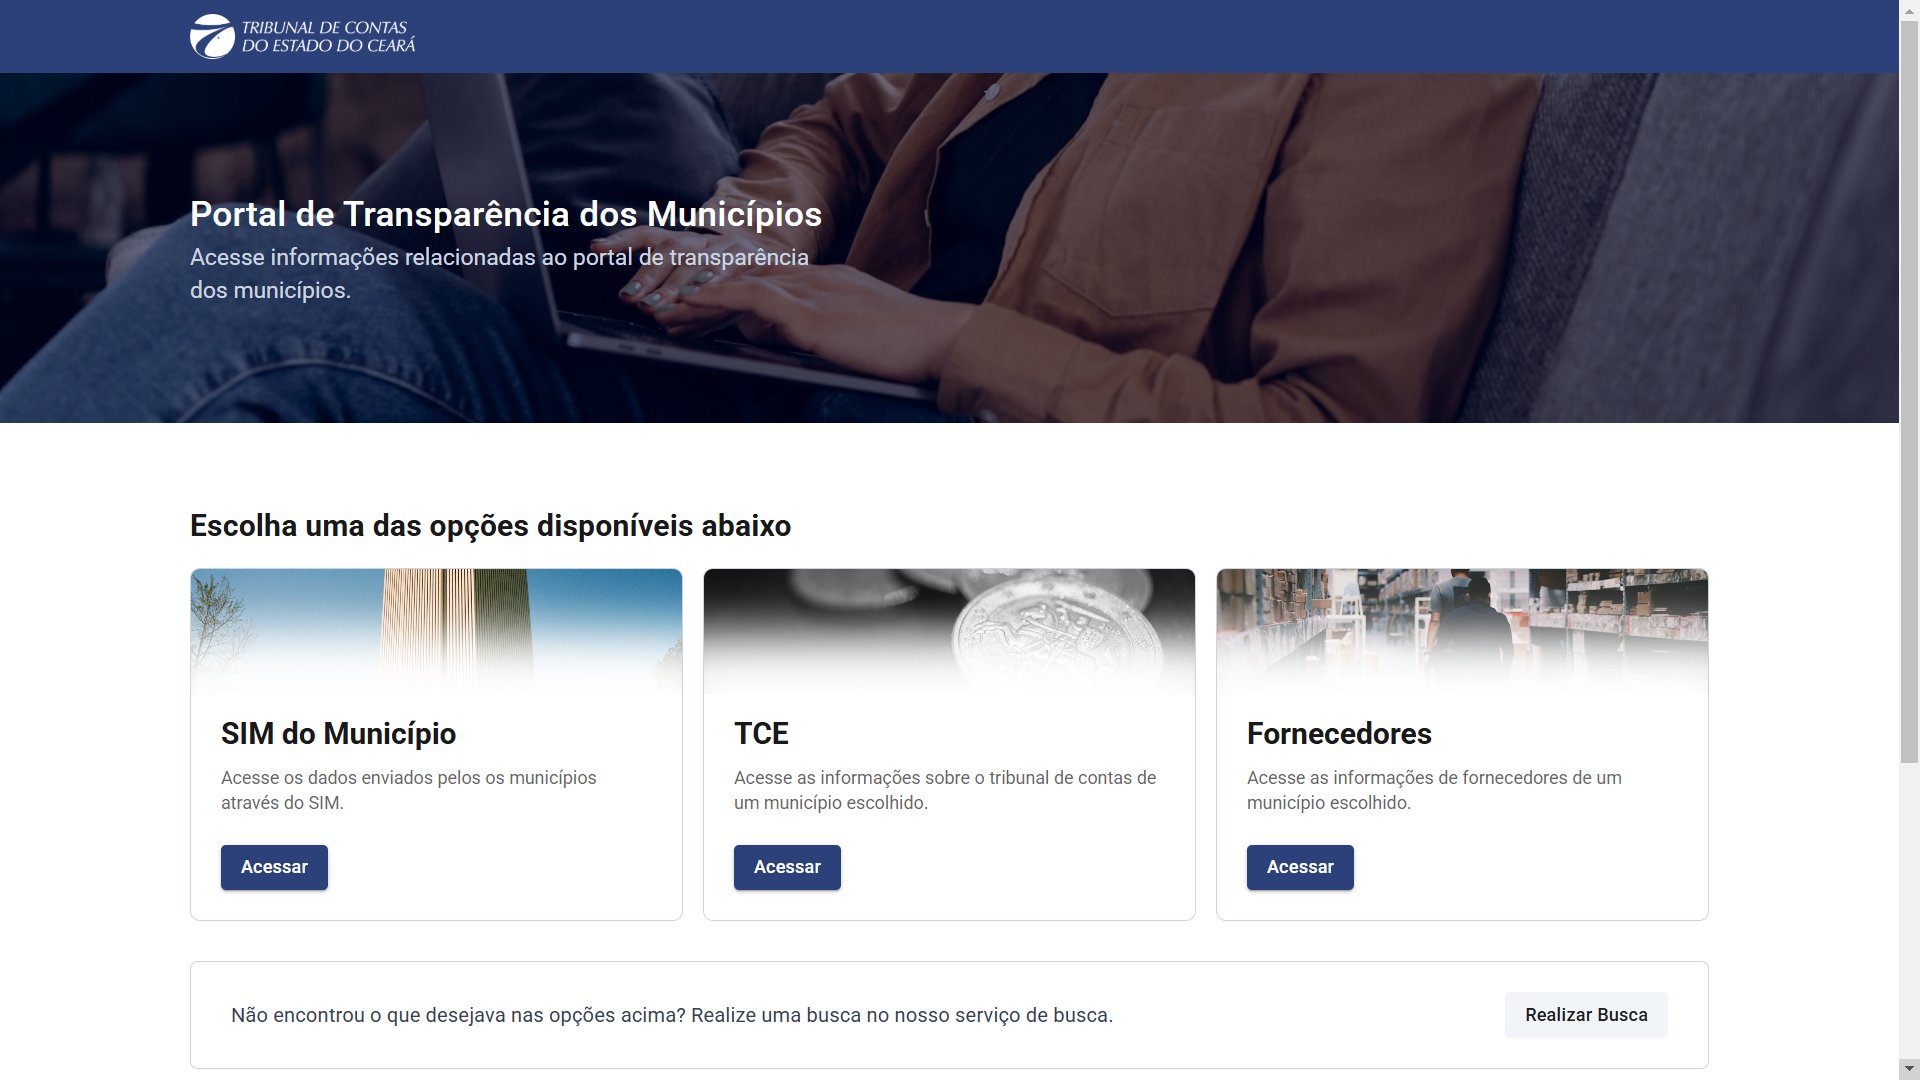 TRIBUNAL DE CONTAS
DO ESTADO DO CEARÁ
Portal de Transparência dos Municípios
Acesse informações relacionadas ao portal de transparência
dos municípios.
Escolha uma das opções disponíveis abaixo
SIM do Município
Acesse os dados enviados pelos os municípios
através do SIM.
Acessar
TCE
Acesse as informações sobre o tribunal de contas de
um município escolhido.
Acessar
Fornecedores
Acesse as informações de fornecedores de um
município escolhido.
Acessar
Não encontrou o que desejava nas opções acima? Realize uma busca no nosso serviço de busca.
Realizar Busca